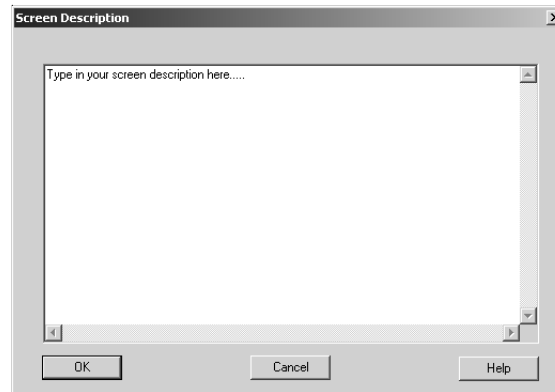 Screen Description
Type in your screen description here.....
OK
Cancel
Help